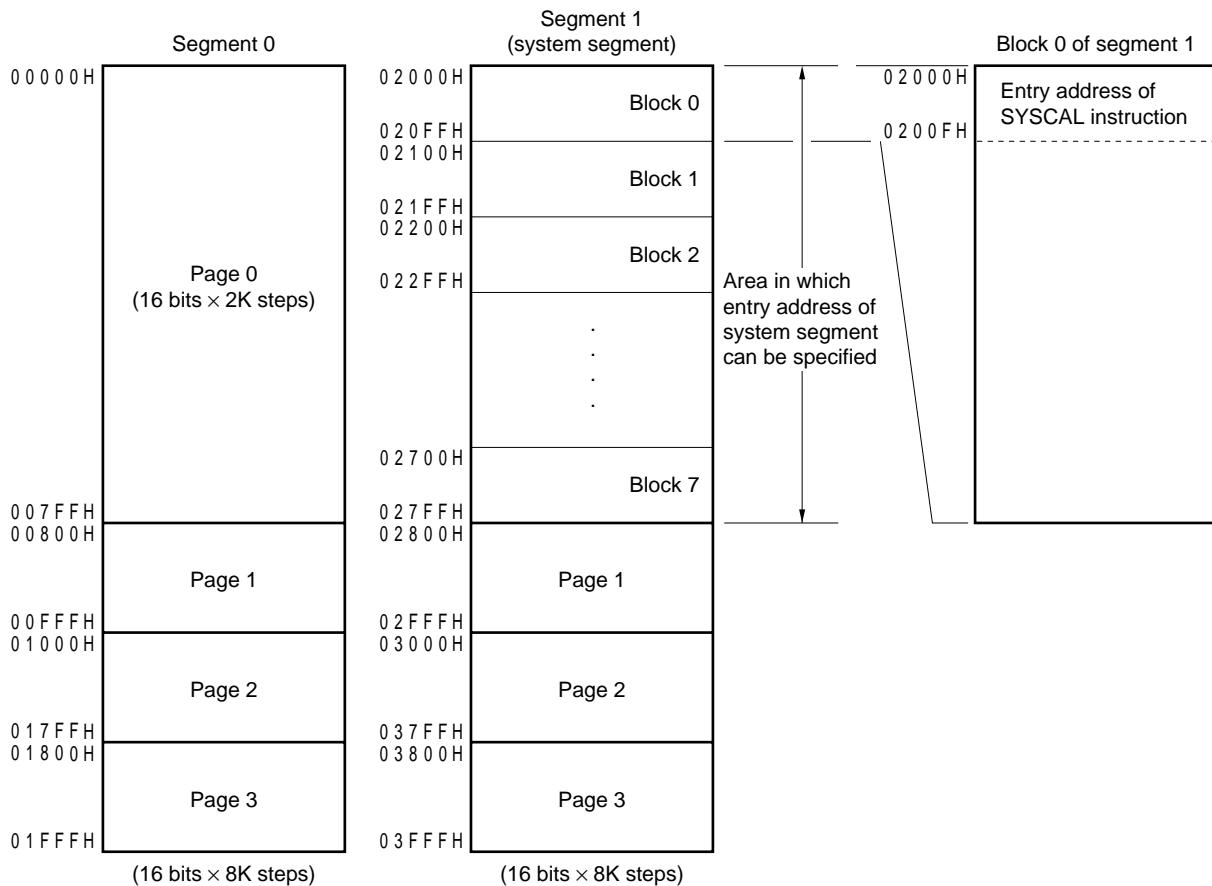 Segment 0
00000H
Page 0
(16 bits × 2K steps)
007FFH
00800H
Page 1
00FFFH
01000H
Page 2
017FFH
01800H
Page 3
01FFFH
(16 bits × 8K steps)
Segment 1
(system segment)
02000H
Block 0
020FFH
02100H
Block 1
021FFH
02200H
Block 2
022FFH
.
.
.
.
02700H
Block 7
027FFH
02800H
Page 1
02FFFH
03000H
Page 2
037FFH
03800H
Page 3
03FFFH
(16 bits × 8K steps)
Area in which
entry address of
system segment
can be specified
Block 0 of segment 1
02000H
Entry address of
SYSCAL instruction
0200FH